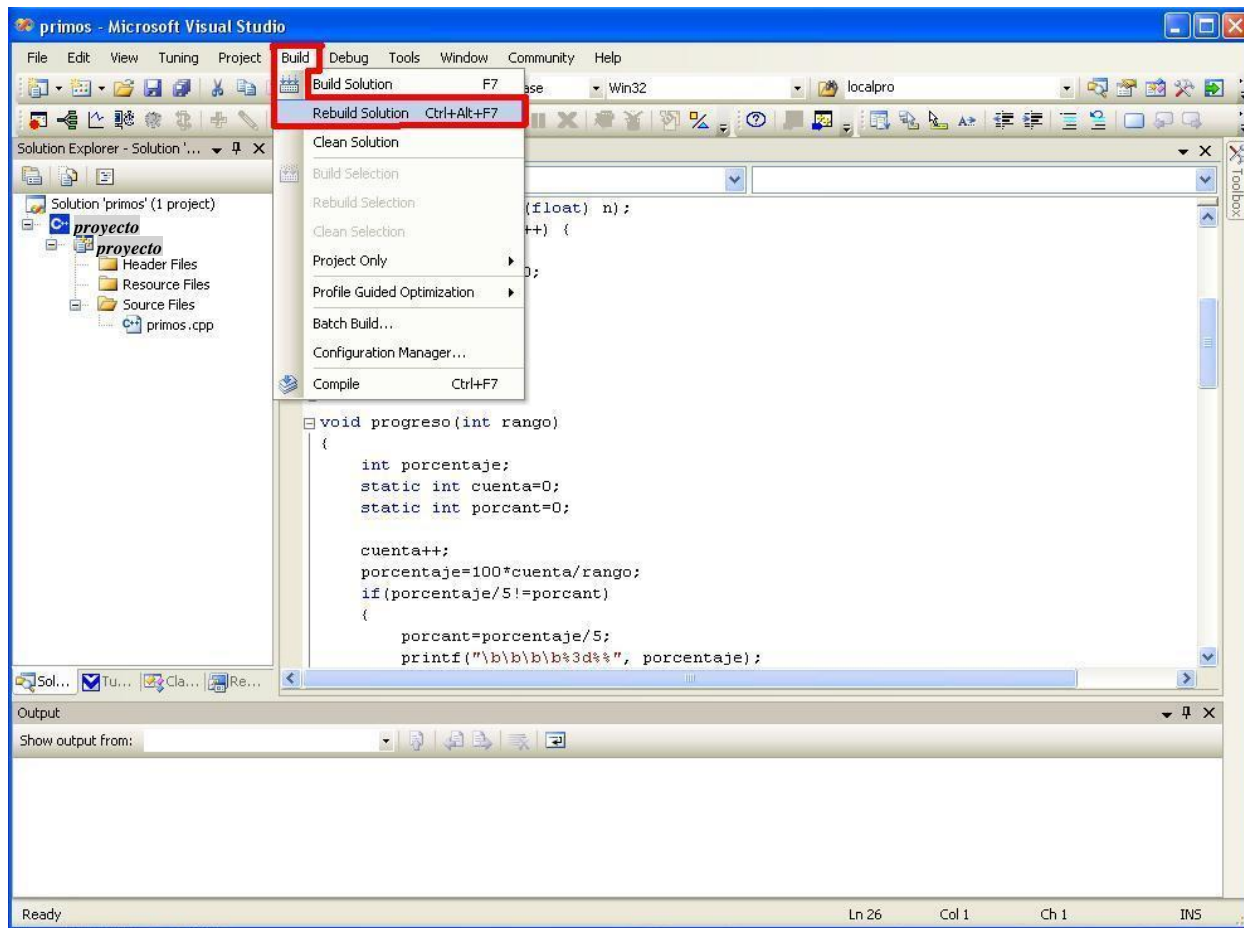 primos - Microsoft Visual Studio
File Edit View Tuning Project Build Debug Tools Window Community Help
Build Solution F7
Win32
localpro
Rebuild Solution Ctrl+Alt+F7
Clean Solution
Build Selection
Rebuild Selection
Clean Selection
Project Only
Profile Guided Optimization
Batch Build...
Configuration Manager...
Compile Ctrl+F7
Solution Explorer - Solution '...
Solution 'primos' (1 project)
proyecto
proyecto
Header Files
Resource Files
Source Files
primos.cpp
Toolbox
(float) n);
++) {
;
void progreso(int rango)
{
int porcentaje;
static int cuenta=0;
static int porcant=0;
cuenta++;
porcentaje=100*cuenta/rango;
if(porcentaje/5!=porcant)
{
porcant=porcentaje/5;
printf("\b\b\b\b%3d%%", porcentaje);
Sol... Tu... Cla... Re...
Output
Show output from:
Ready Ln 26 Col 1 Ch 1 INS